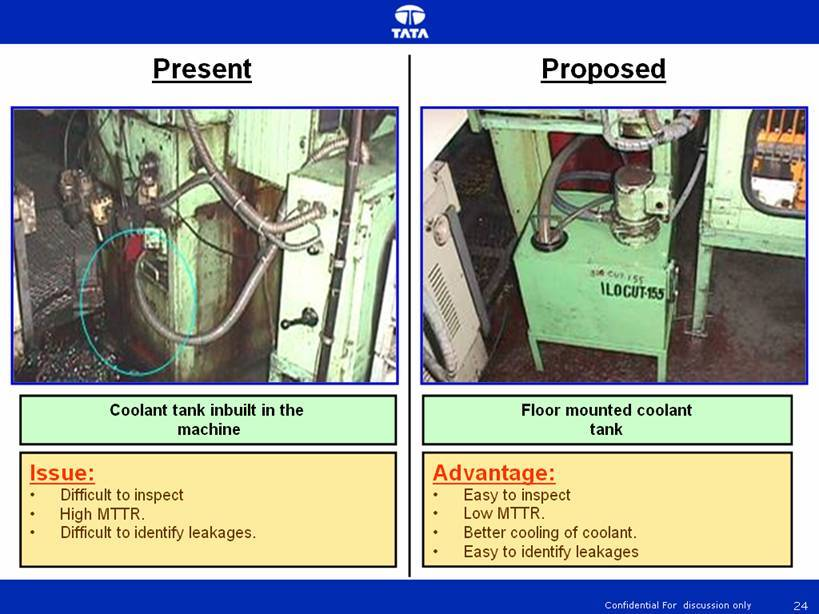 TATA
Present
Proposed
ILOCUT-155
Coolant tank inbuilt in the
machine
Floor mounted coolant
tank
Issue:
• Difficult to inspect
• High MTTR.
• Difficult to identify leakages.
Advantage:
• Easy to inspect
• Low MTTR.
• Better cooling of coolant.
• Easy to identify leakages
Confidential For discussion only
24